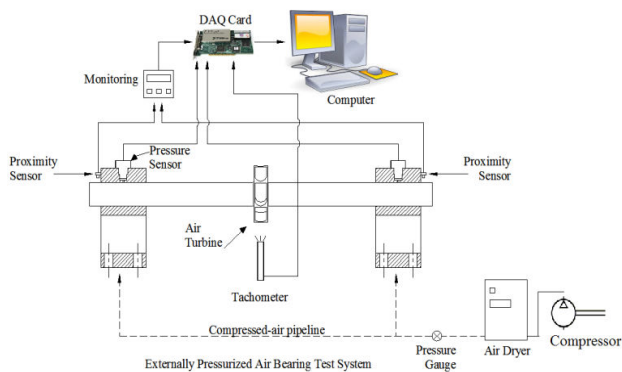 DAQ Card
Monitoring
Computer
Proximity
Sensor
Pressure
Sensor
Proximity
Sensor
Air
Turbine
Tachometer
Compressed-air pipeline
Pressure
Gauge
Air Dryer
Compressor
Externally Pressurized Air Bearing Test System